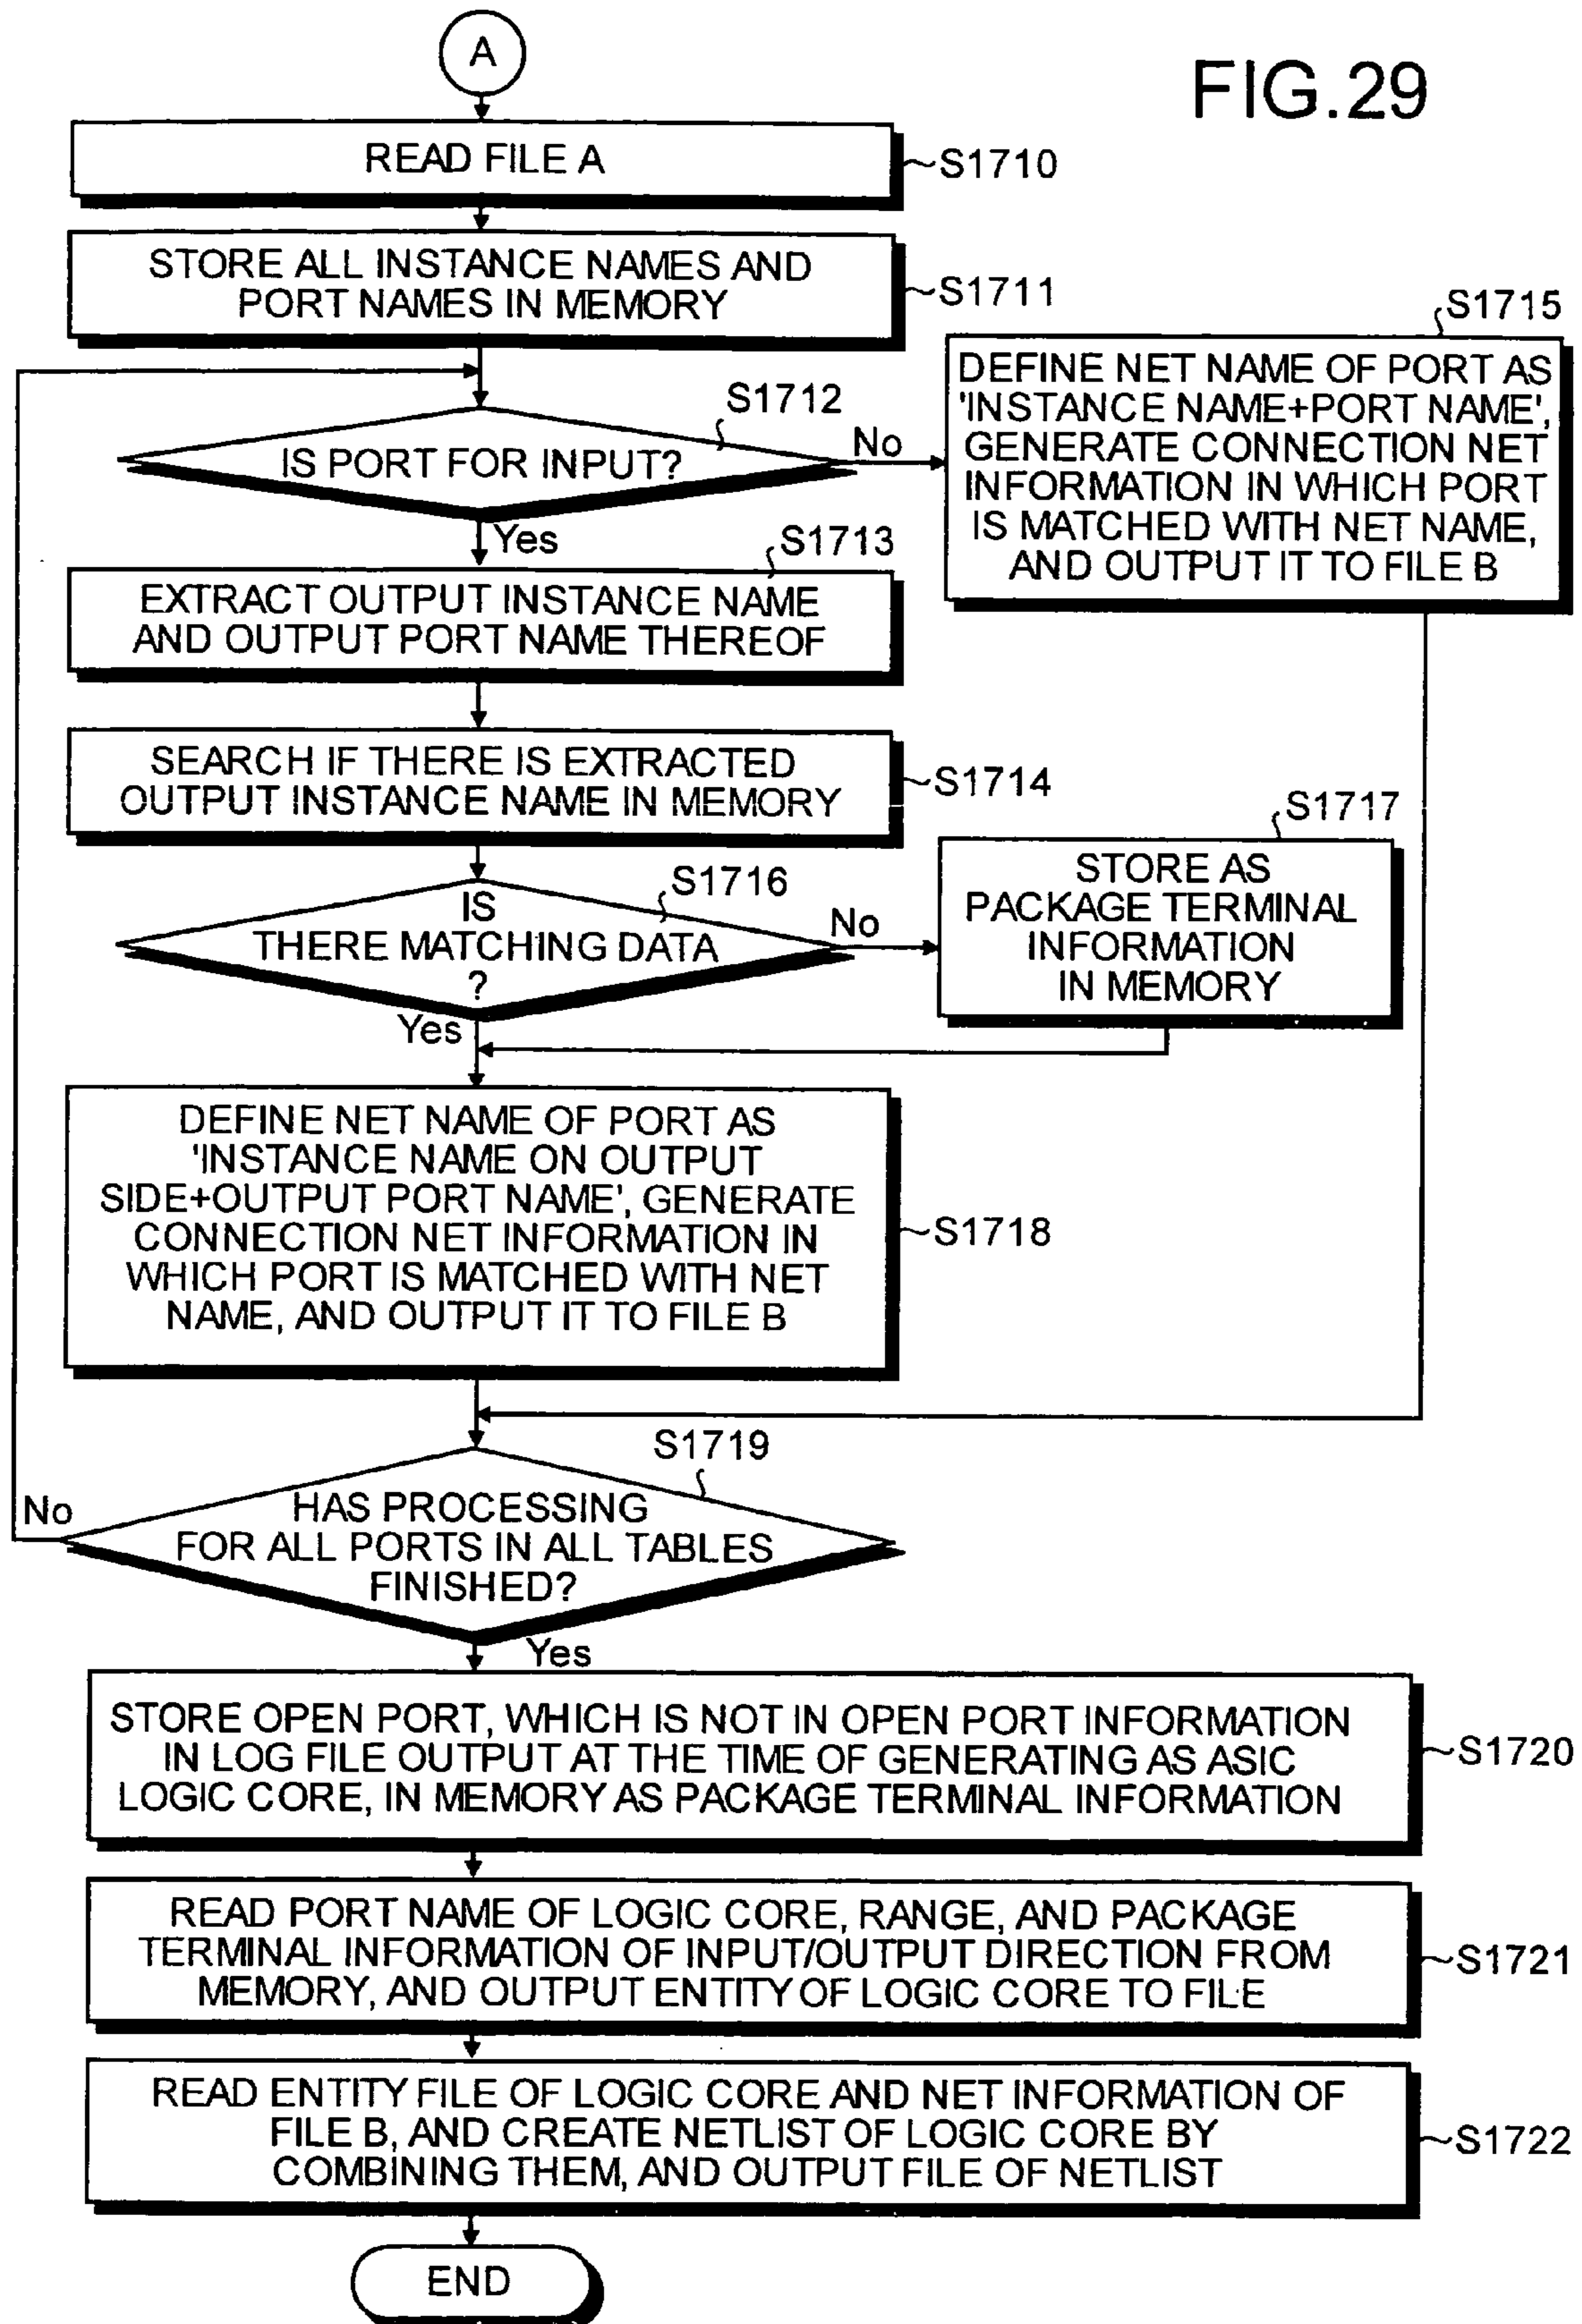 A
FIG.29
READ FILE A
S1710
STORE ALL INSTANCE NAMES AND
PORT NAMES IN MEMORY
S1711
S1712
IS PORT FOR INPUT?
No
Yes
S1715
DEFINE NET NAME OF PORT AS
'INSTANCE NAME+PORT NAME',
GENERATE CONNECTION NET
INFORMATION IN WHICH PORT
IS MATCHED WITH NET NAME,
AND OUTPUT IT TO FILE B
S1713
EXTRACT OUTPUT INSTANCE NAME
AND OUTPUT PORT NAME THEREOF
SEARCH IF THERE IS EXTRACTED
OUTPUT INSTANCE NAME IN MEMORY
S1714
S1716
IS
THERE MATCHING DATA
?
No
Yes
S1717
STORE AS
PACKAGE TERMINAL
INFORMATION
IN MEMORY
DEFINE NET NAME OF PORT AS
'INSTANCE NAME ON OUTPUT
SIDE+OUTPUT PORT NAME', GENERATE
CONNECTION NET INFORMATION IN
WHICH PORT IS MATCHED WITH NET
NAME, AND OUTPUT IT TO FILE B
S1718
S1719
HAS PROCESSING
FOR ALL PORTS IN ALL TABLES
FINISHED?
No
Yes
STORE OPEN PORT, WHICH IS NOT IN OPEN PORT INFORMATION
IN LOG FILE OUTPUT AT THE TIME OF GENERATING AS ASIC
LOGIC CORE, IN MEMORY AS PACKAGE TERMINAL INFORMATION
S1720
READ PORT NAME OF LOGIC CORE, RANGE, AND PACKAGE
TERMINAL INFORMATION OF INPUT/OUTPUT DIRECTION FROM
MEMORY, AND OUTPUT ENTITY OF LOGIC CORE TO FILE
S1721
READ ENTITY FILE OF LOGIC CORE AND NET INFORMATION OF
FILE B, AND CREATE NETLIST OF LOGIC CORE BY
COMBINING THEM, AND OUTPUT FILE OF NETLIST
S1722
END